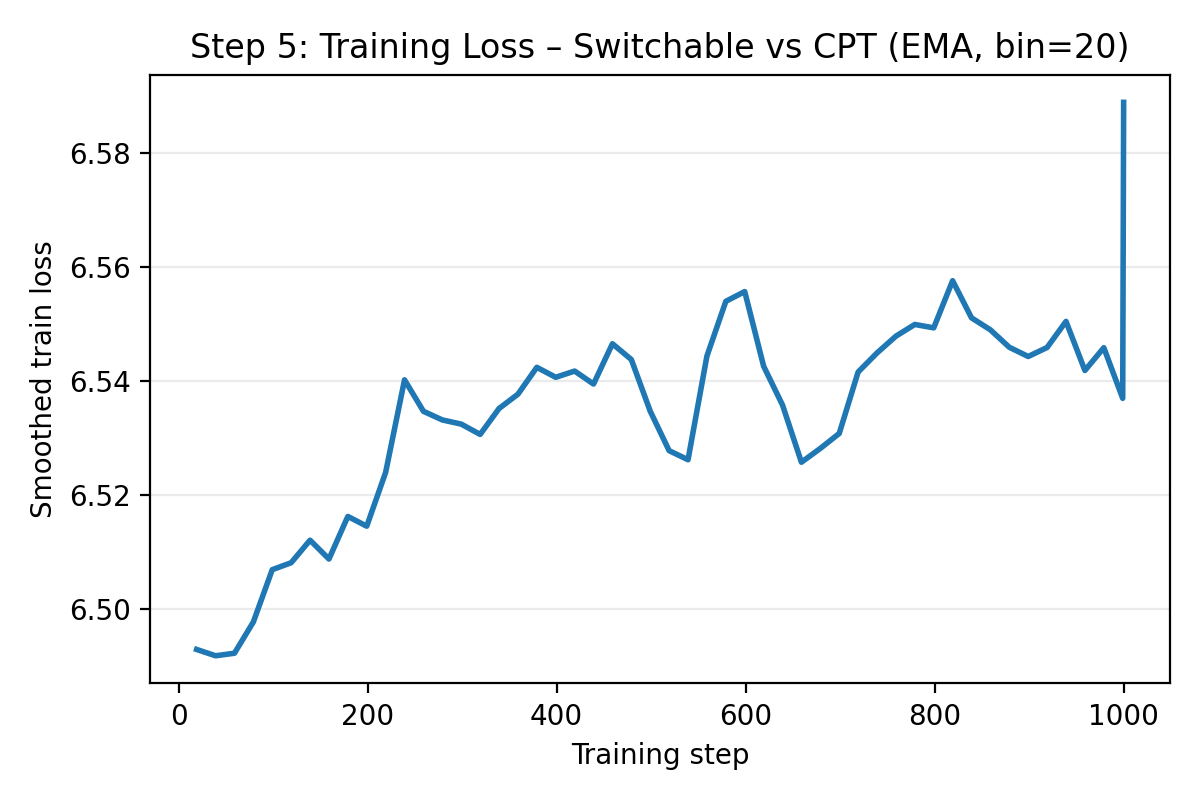 Step 5: Training Loss – Switchable vs CPT (EMA, bin=20)
Smoothed train loss
6.58
6.56
6.54
6.52
6.50
0 200 400 600 800 1000
Training step